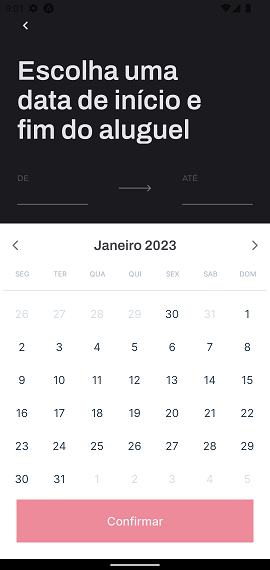 9:01
Escolha uma
data de início e
fim do aluguel
DE
ATÉ
Janeiro 2023
SEG TER QUA QUI SEX SAB DOM
26 27 28 29 30 31 1
2 3 4 5 6 7 8
9 10 11 12 13 14 15
16 17 18 19 20 21 22
23 24 25 26 27 28 29
30 31 1 2 3 4 5
Confirmar